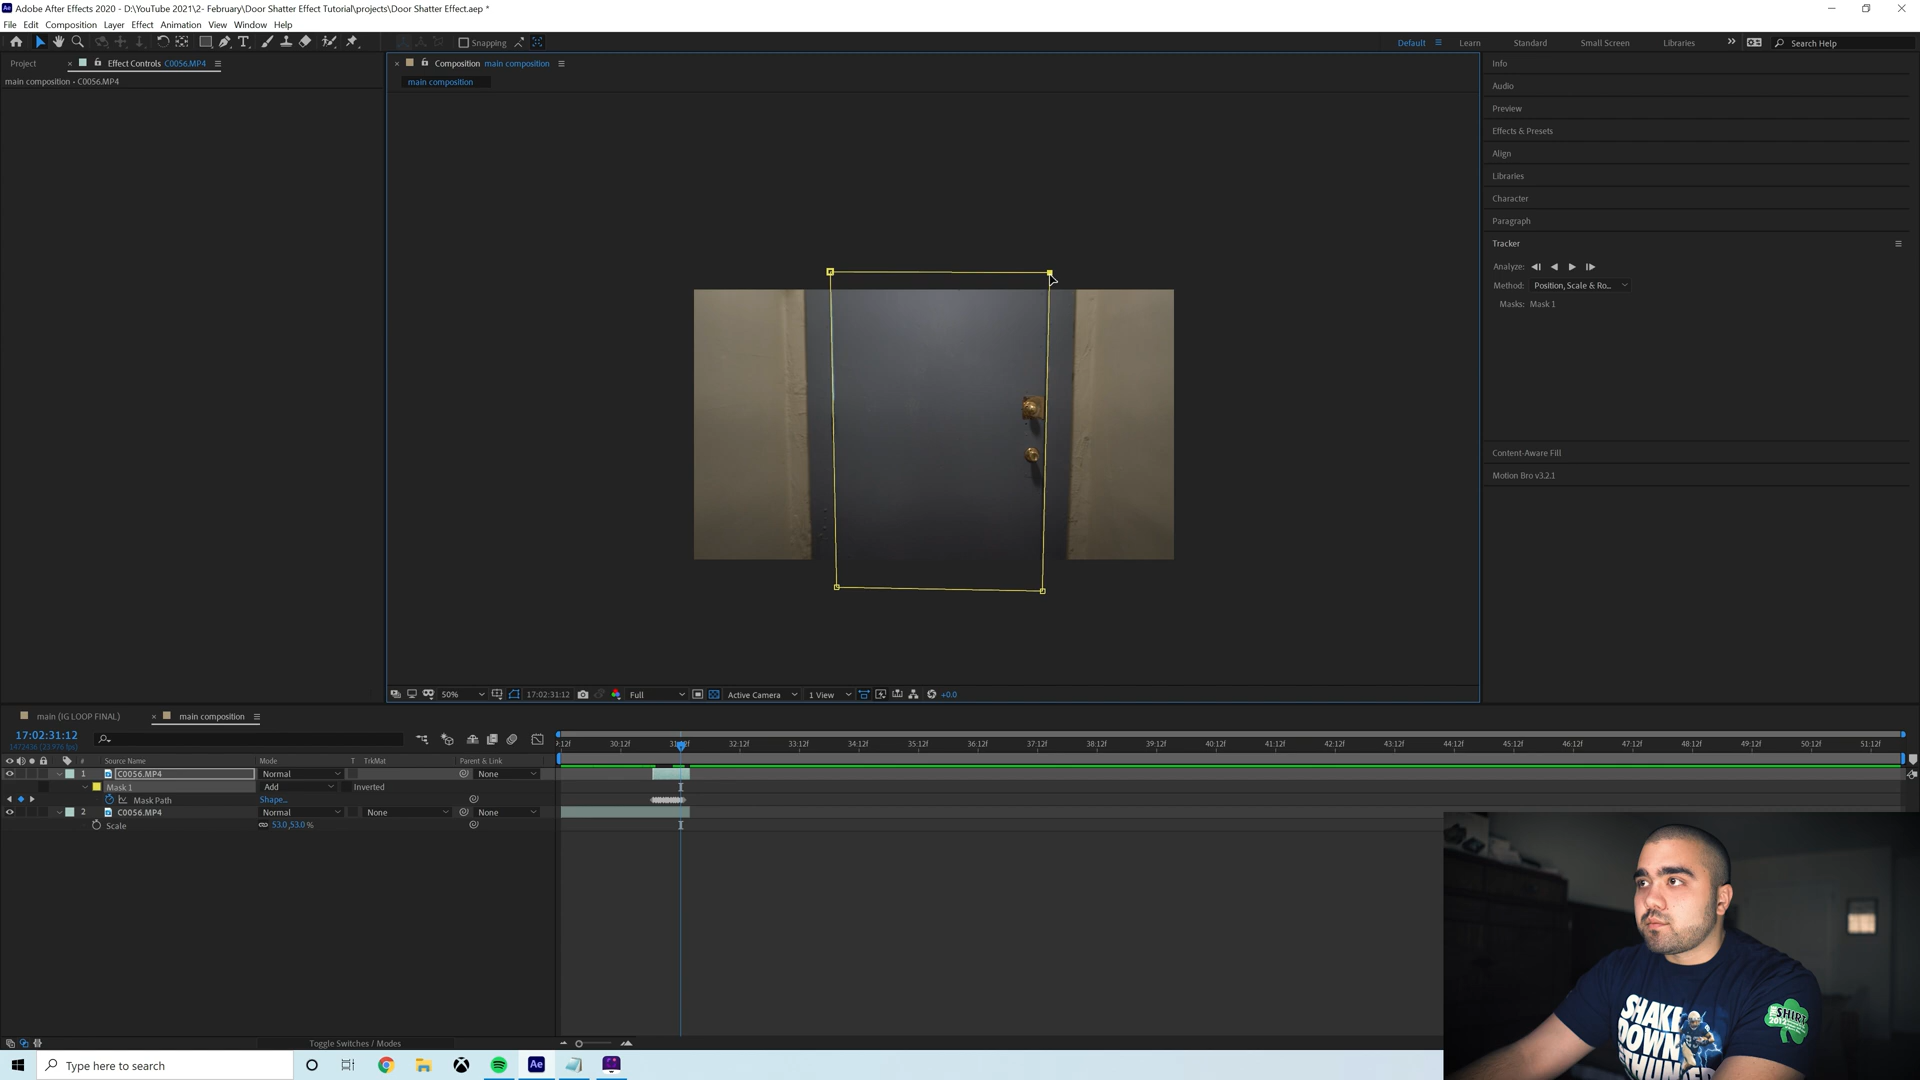 Adobe After Effects 2020 - D:\YouTube 2021\2- February\Door Shatter Effect Tutorial\projects\Door Shatter Effect.aep *
File Edit Composition Layer Effect Animation View Window Help
Snapping
Default
Learn
Standard
Small Screen
Libraries
Search Help
Project
Effect Controls C0056.MP4
main composition • C0056.MP4
Composition main composition
main composition
Info
Audio
Preview
Effects & Presets
Align
Libraries
Character
Paragraph
Tracker
Analyze:
Method: Position, Scale & Ro...
Masks: Mask 1
Content-Aware Fill
Motion Bro v3.2.1
50%
17:02:31:12
Full
Active Camera
1 View
+0.0
main (IG LOOP FINAL)
main composition
17:02:31:12
30:12f
32:12f
33:12f
34:12f
35:12f
36:12f
37:12f
38:12f
39:12f
40:12f
41:12f
42:12f
43:12f
44:12f
45:12f
46:12f
47:12f
48:12f
49:12f
50:12f
51:12f
# Source Name Mode T TrkMat Parent & Link
1 C0056.MP4 Normal None
Mask 1 Add Inverted
Mask Path Shape...
2 C0056.MP4 Normal None None
Scale 53.0,53.0 %
Toggle Switches / Modes
Type here to search
Ae
SHAKE
DOWN
THUND
SHIRT
2012